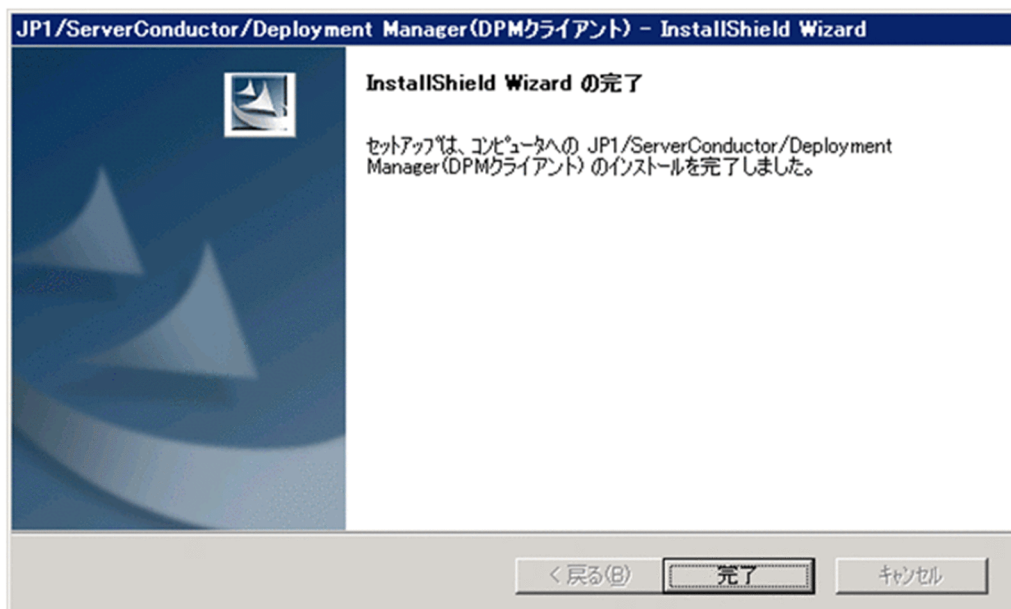 JP1/ServerConductor/Deployment Manager(DPMクライアント) - InstallShield Wizard
InstallShield Wizard の完了
セットアップは、コンピュータへの JP1/ServerConductor/Deployment
Manager(DPMクライアント) のインストールを完了しました。
< 戻る(B)
完了
キャンセル